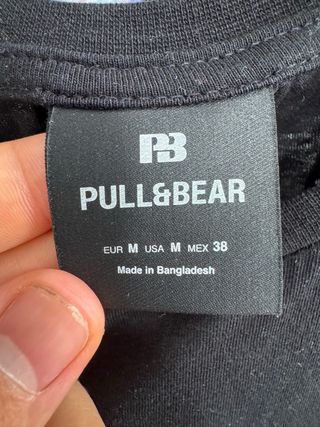 PB
PULL&BEAR
EUR M USA M MEX 38
Made in Bangladesh